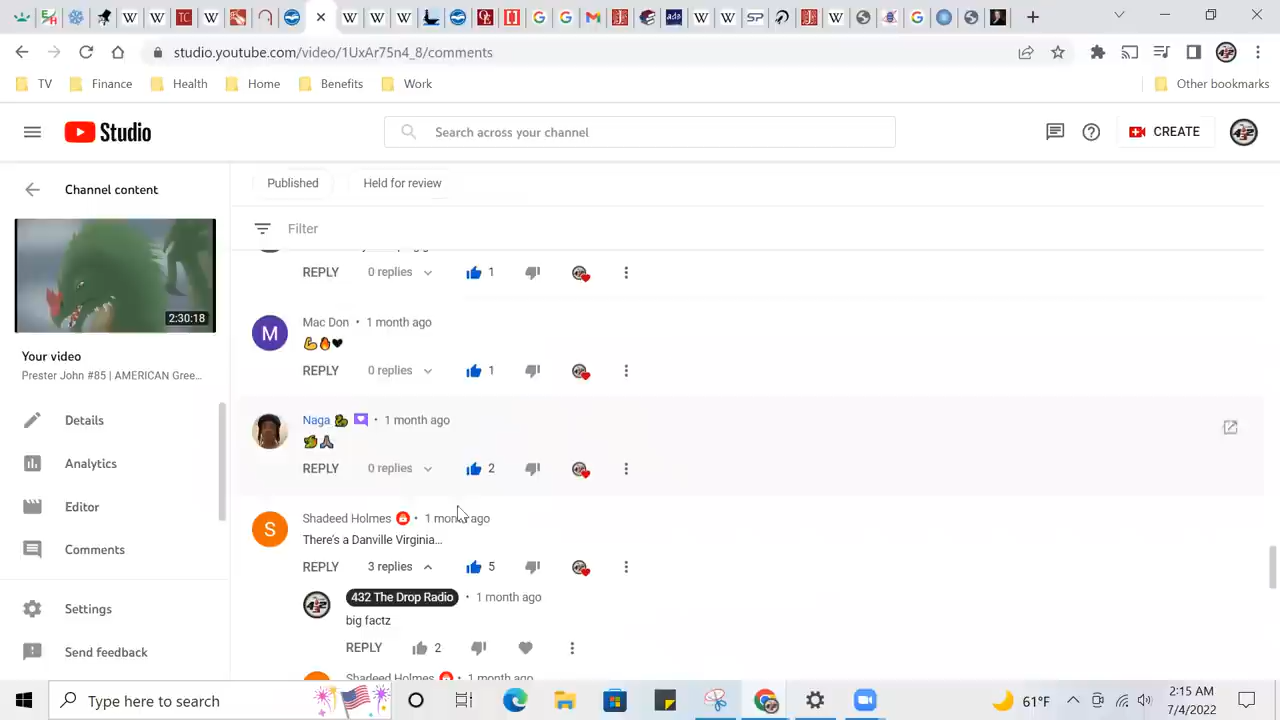 studio.youtube.com/video/1UxAr75n4_8/comments
TV Finance Health Home Benefits Work Other bookmarks
Studio
Search across your channel
CREATE
Channel content
2:30:18
Your video
Prester John #85 | AMERICAN Gree...
Details
Analytics
Editor
Comments
Settings
Send feedback
Published Held for review
Filter
REPLY 0 replies 1
M
Mac Don • 1 month ago
💪🔥🖤
REPLY 0 replies 1
Naga 🐉 • 1 month ago
REPLY 0 replies 2
S
Shadeed Holmes • 1 month ago
There's a Danville Virginia...
REPLY 3 replies 5
432 The Drop Radio • 1 month ago
big factz
REPLY 2
Shadeed Holmes • 1 month ago
Type here to search
61°F
2:15 AM
7/4/2022